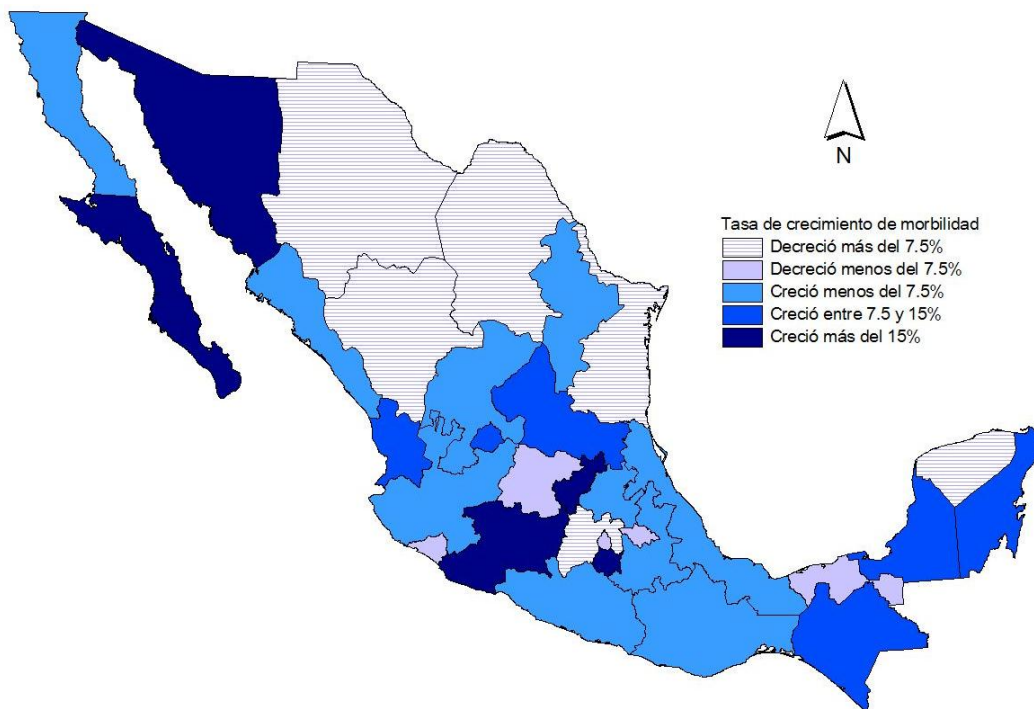 N
Tasa de crecimiento de morbilidad
Decreció más del 7.5%
Decreció menos del 7.5%
Creció menos del 7.5%
Creció entre 7.5 y 15%
Creció más del 15%